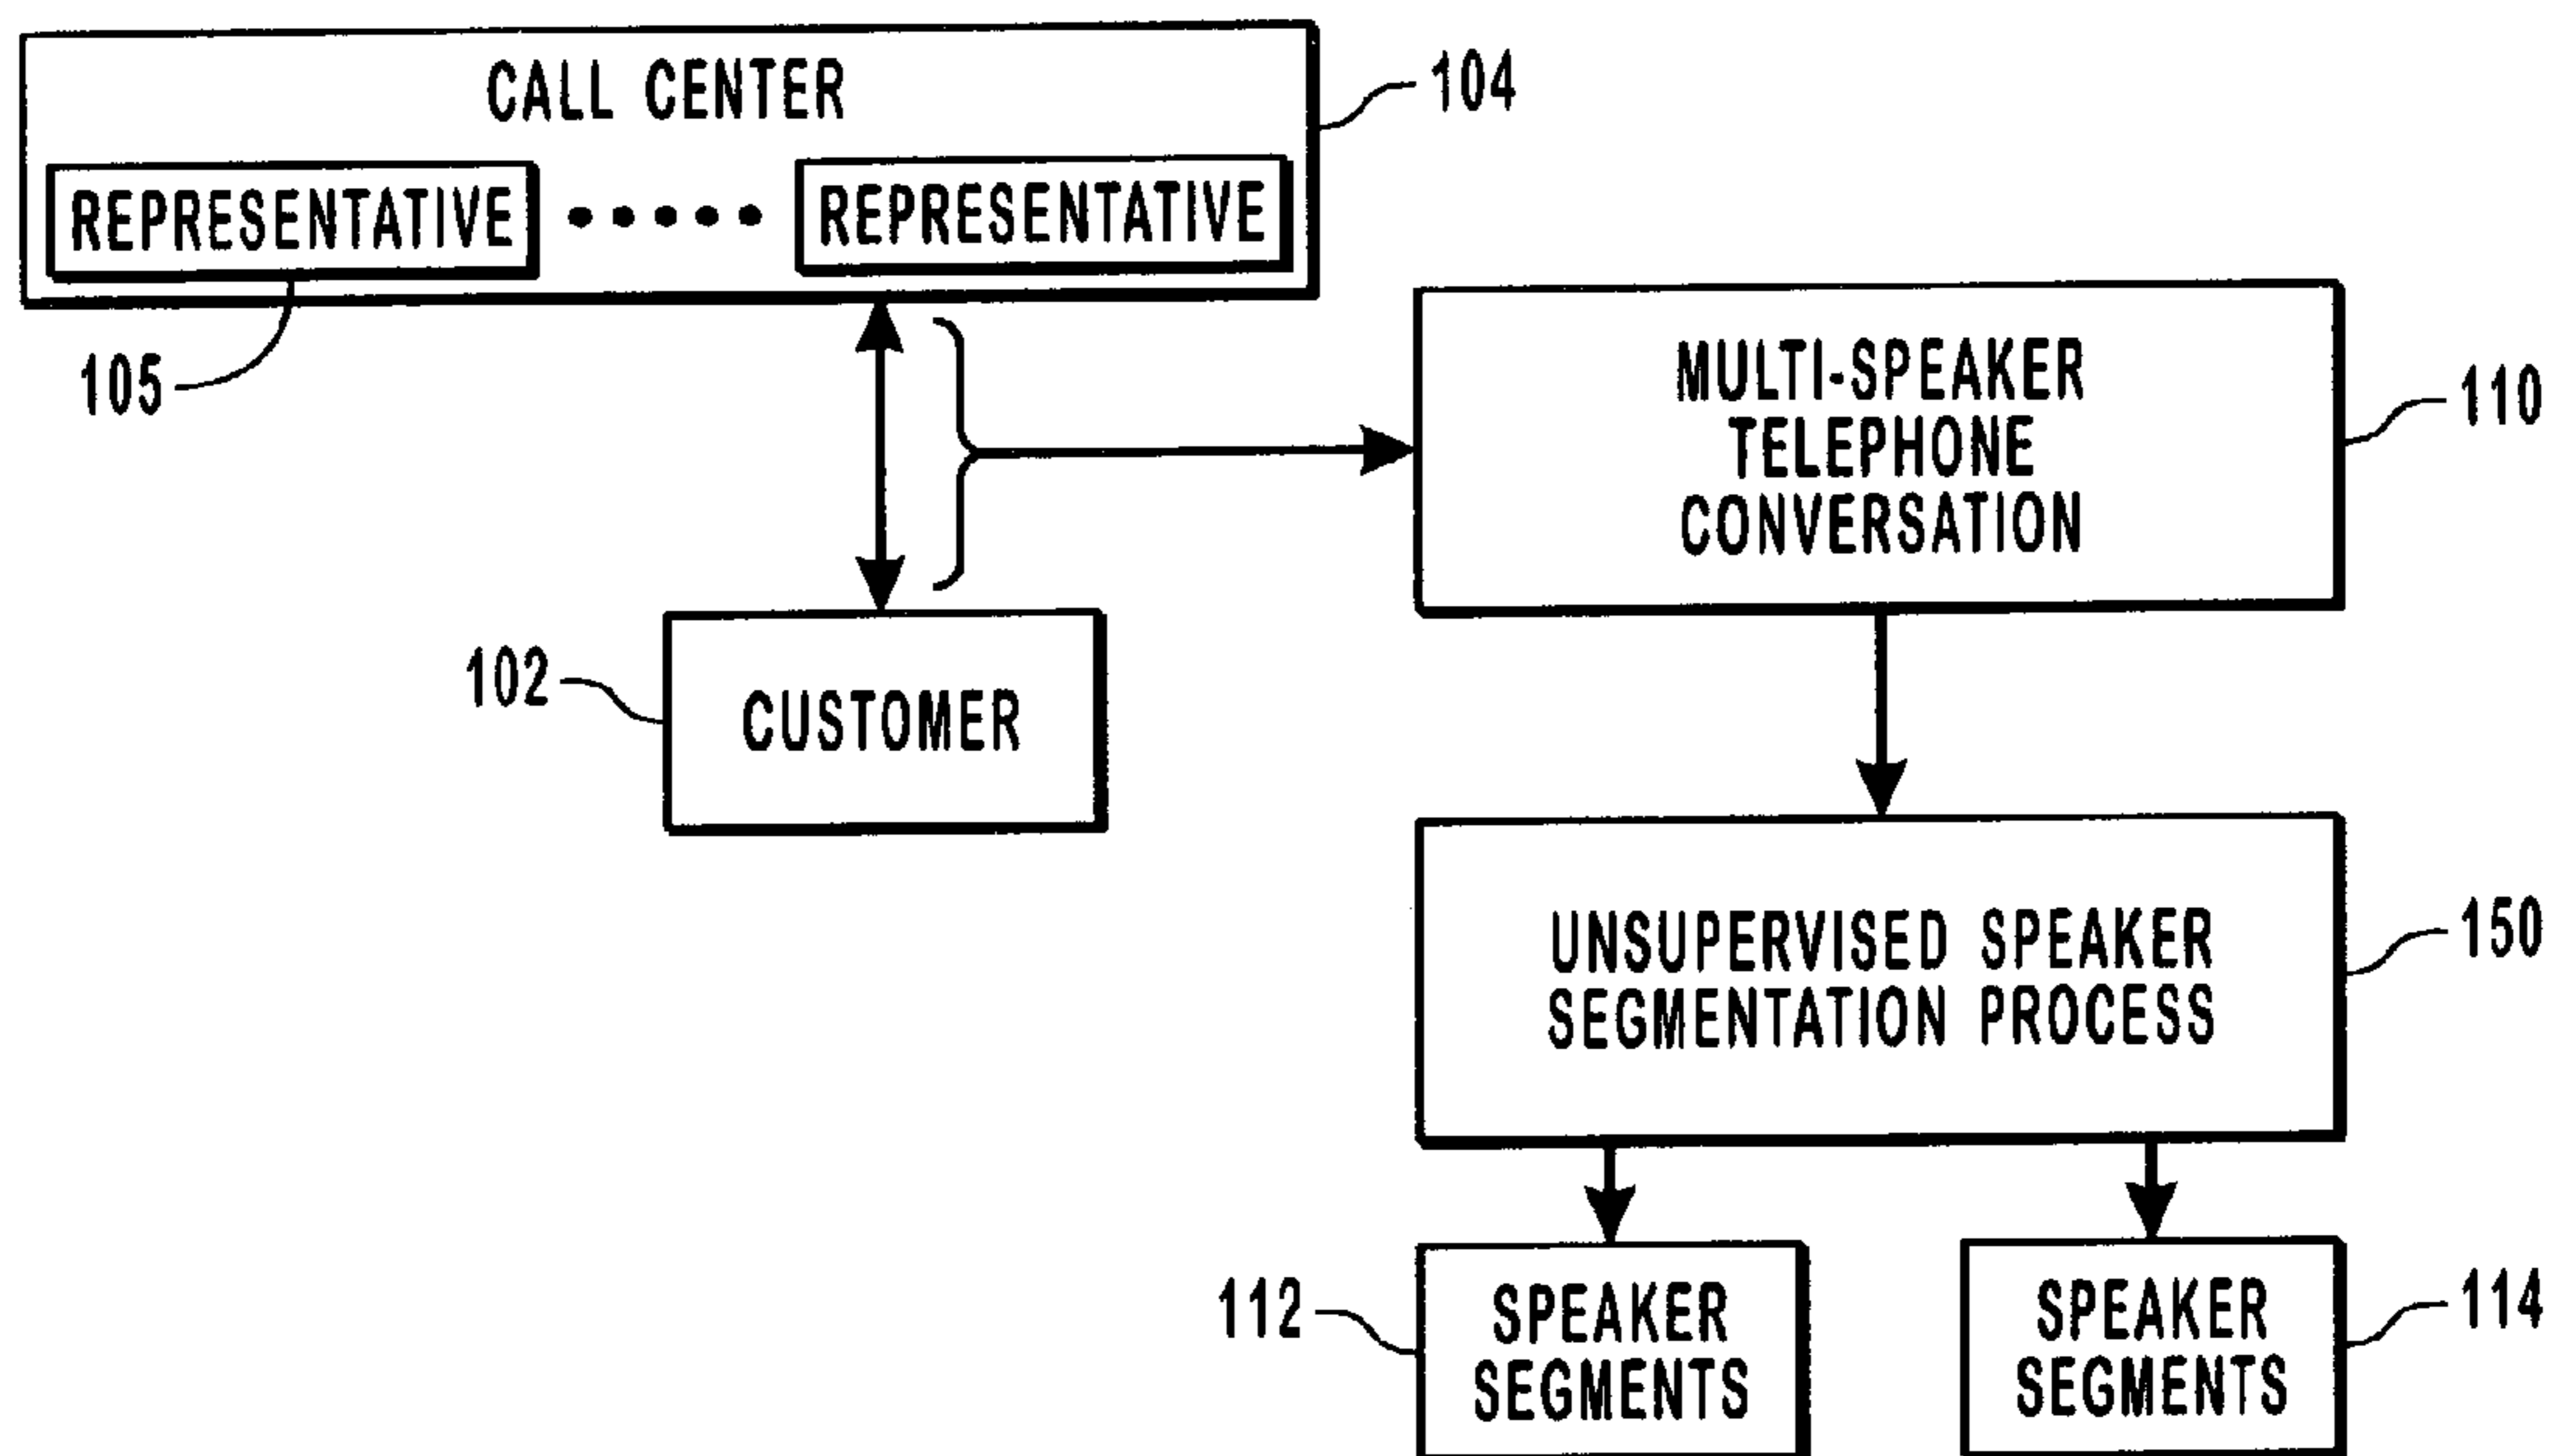 CALL CENTER
104
REPRESENTATIVE
REPRESENTATIVE
105
MULTI-SPEAKER
TELEPHONE
CONVERSATION
110
102
CUSTOMER
UNSUPERVISED SPEAKER
SEGMENTATION PROCESS
150
112
SPEAKER
SEGMENTS
SPEAKER
SEGMENTS
114